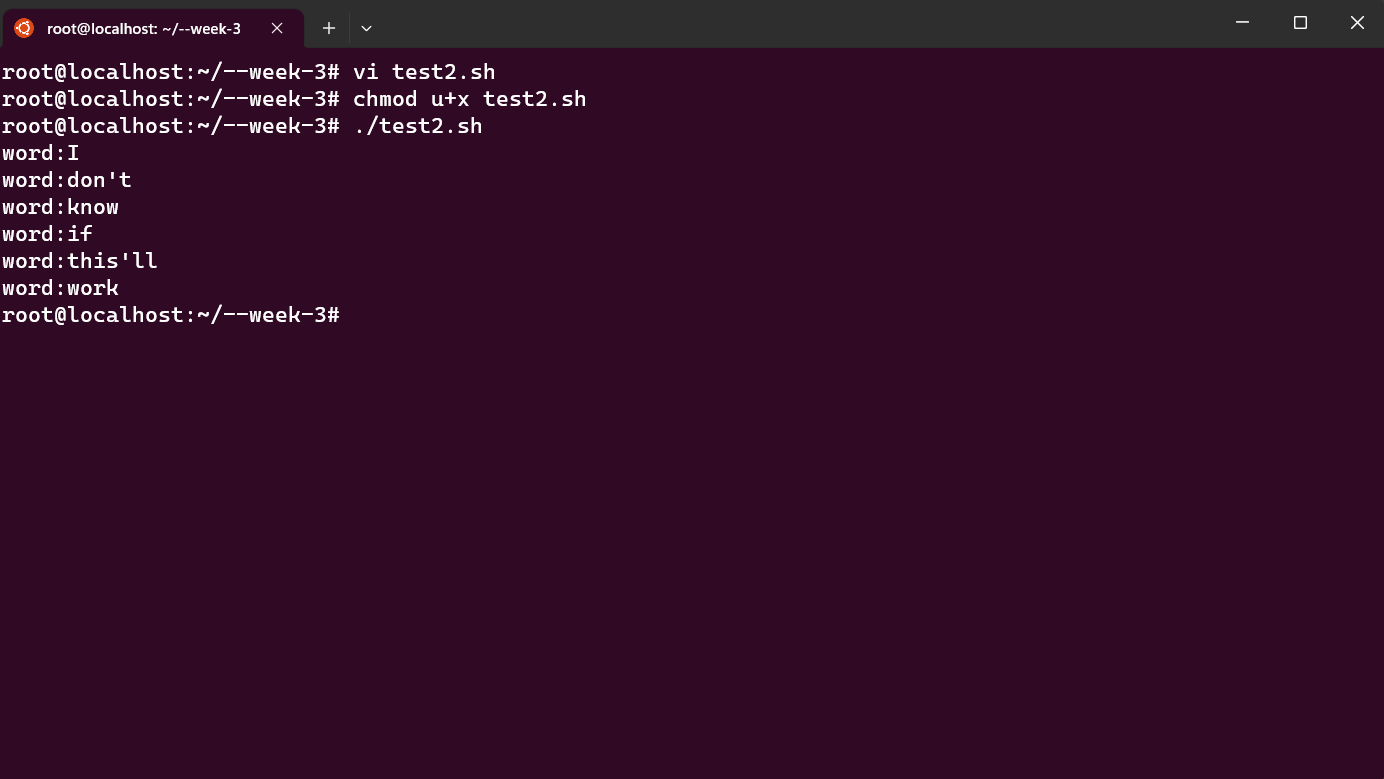 root@localhost: ~/--week-3
root@localhost:~/--week-3# vi test2.sh
root@localhost:~/--week-3# chmod u+x test2.sh
root@localhost:~/--week-3# ./test2.sh
word:I
word:don't
word:know
word:if
word:this'll
word:work
root@localhost:~/--week-3#